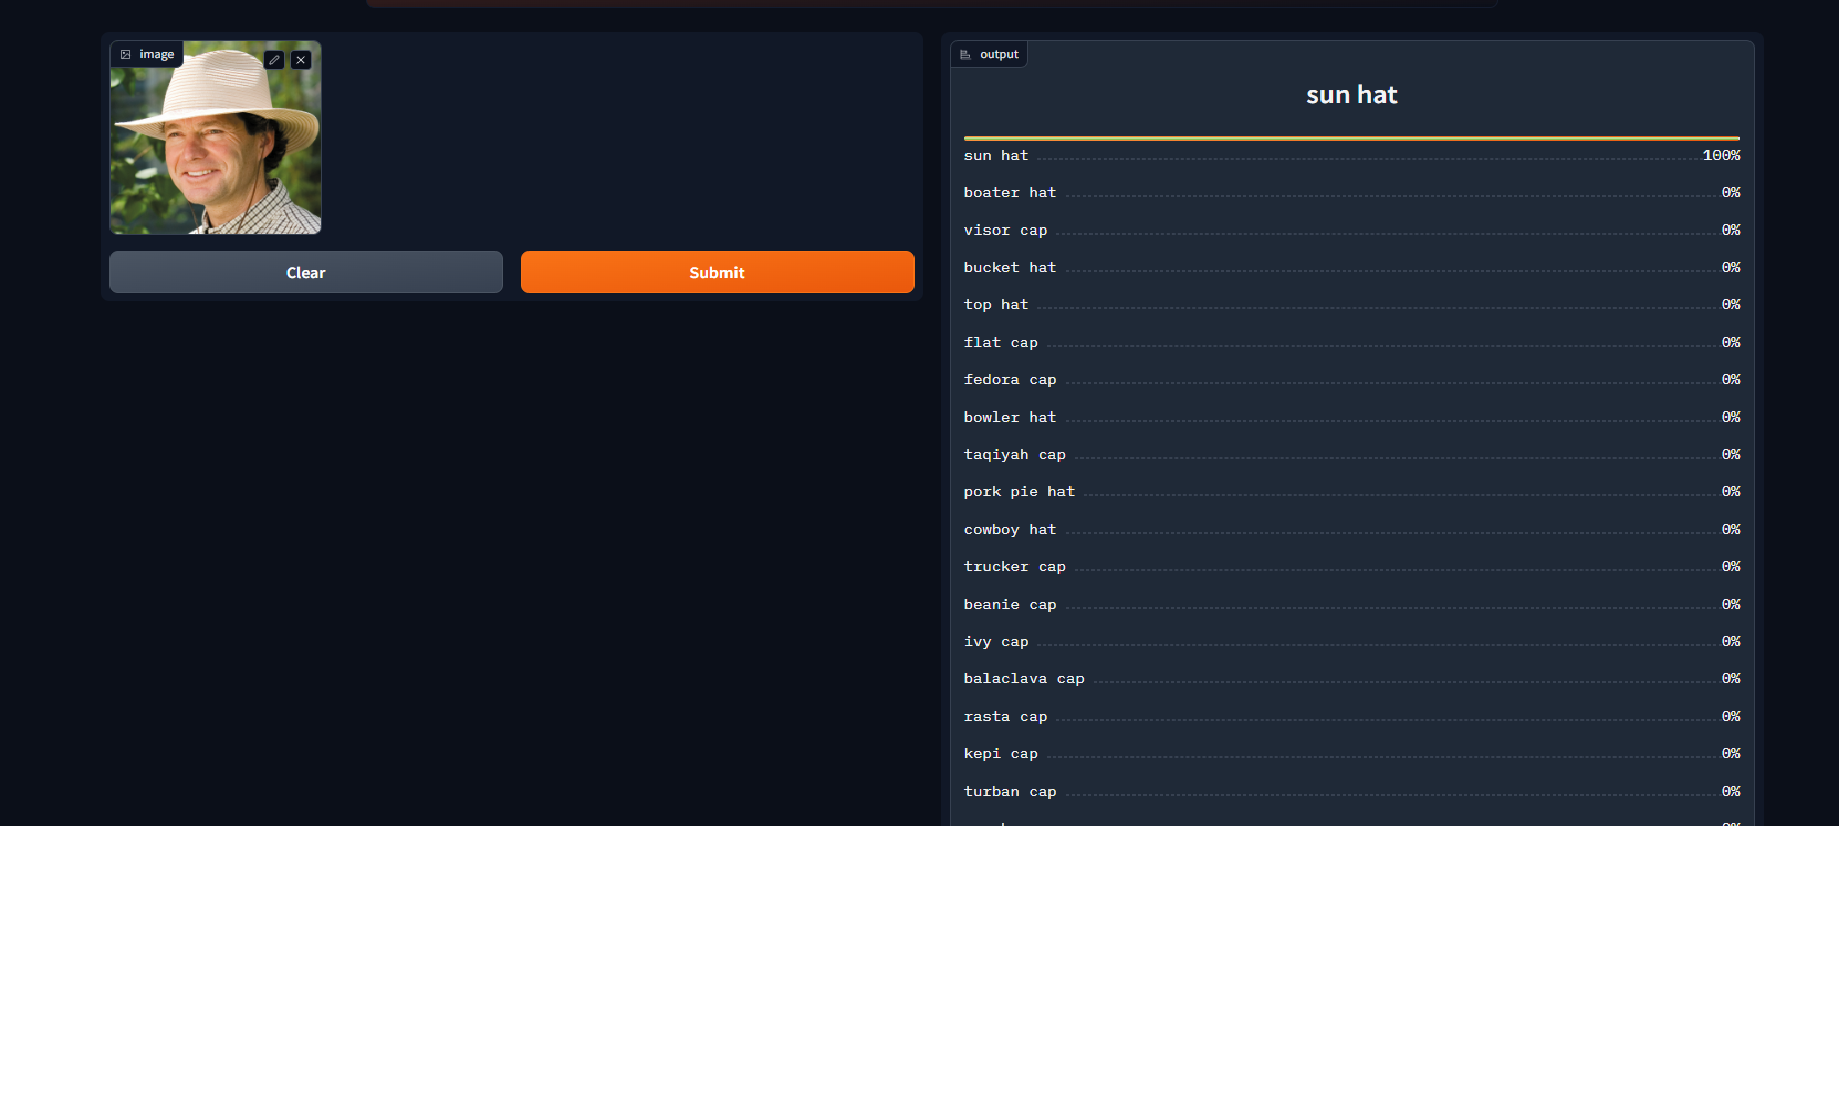 image
Clear
Submit
output
sun hat
sun hat 100%
boater hat 0%
visor cap 0%
bucket hat 0%
top hat 0%
flat cap 0%
fedora cap 0%
bowler hat 0%
taqiyah cap 0%
pork pie hat 0%
cowboy hat 0%
trucker cap 0%
beanie cap 0%
ivy cap 0%
balaclava cap 0%
rasta cap 0%
kepi cap 0%
turban cap 0%